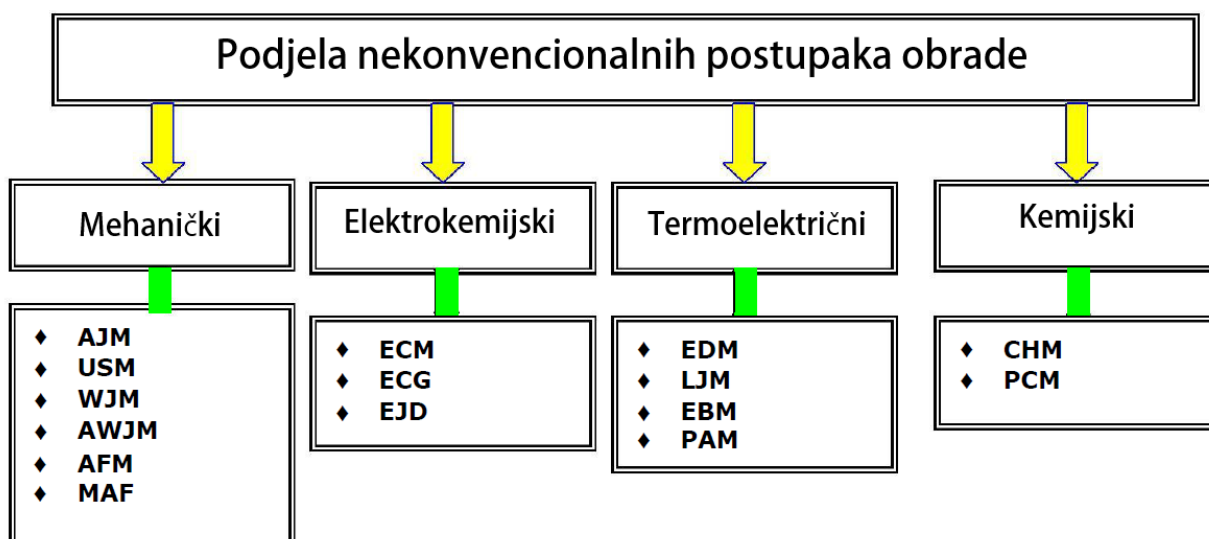 Podjela nekonvencionalnih postupaka obrade
Mehanički
Elektrokemijski
Termoelektrični
Kemijski
♦ AJM
♦ USM
♦ WJM
♦ AWJM
♦ AFM
♦ MAF
♦ ECM
♦ ECG
♦ EJD
♦ EDM
♦ LJM
♦ EBM
♦ PAM
♦ CHM
♦ PCM